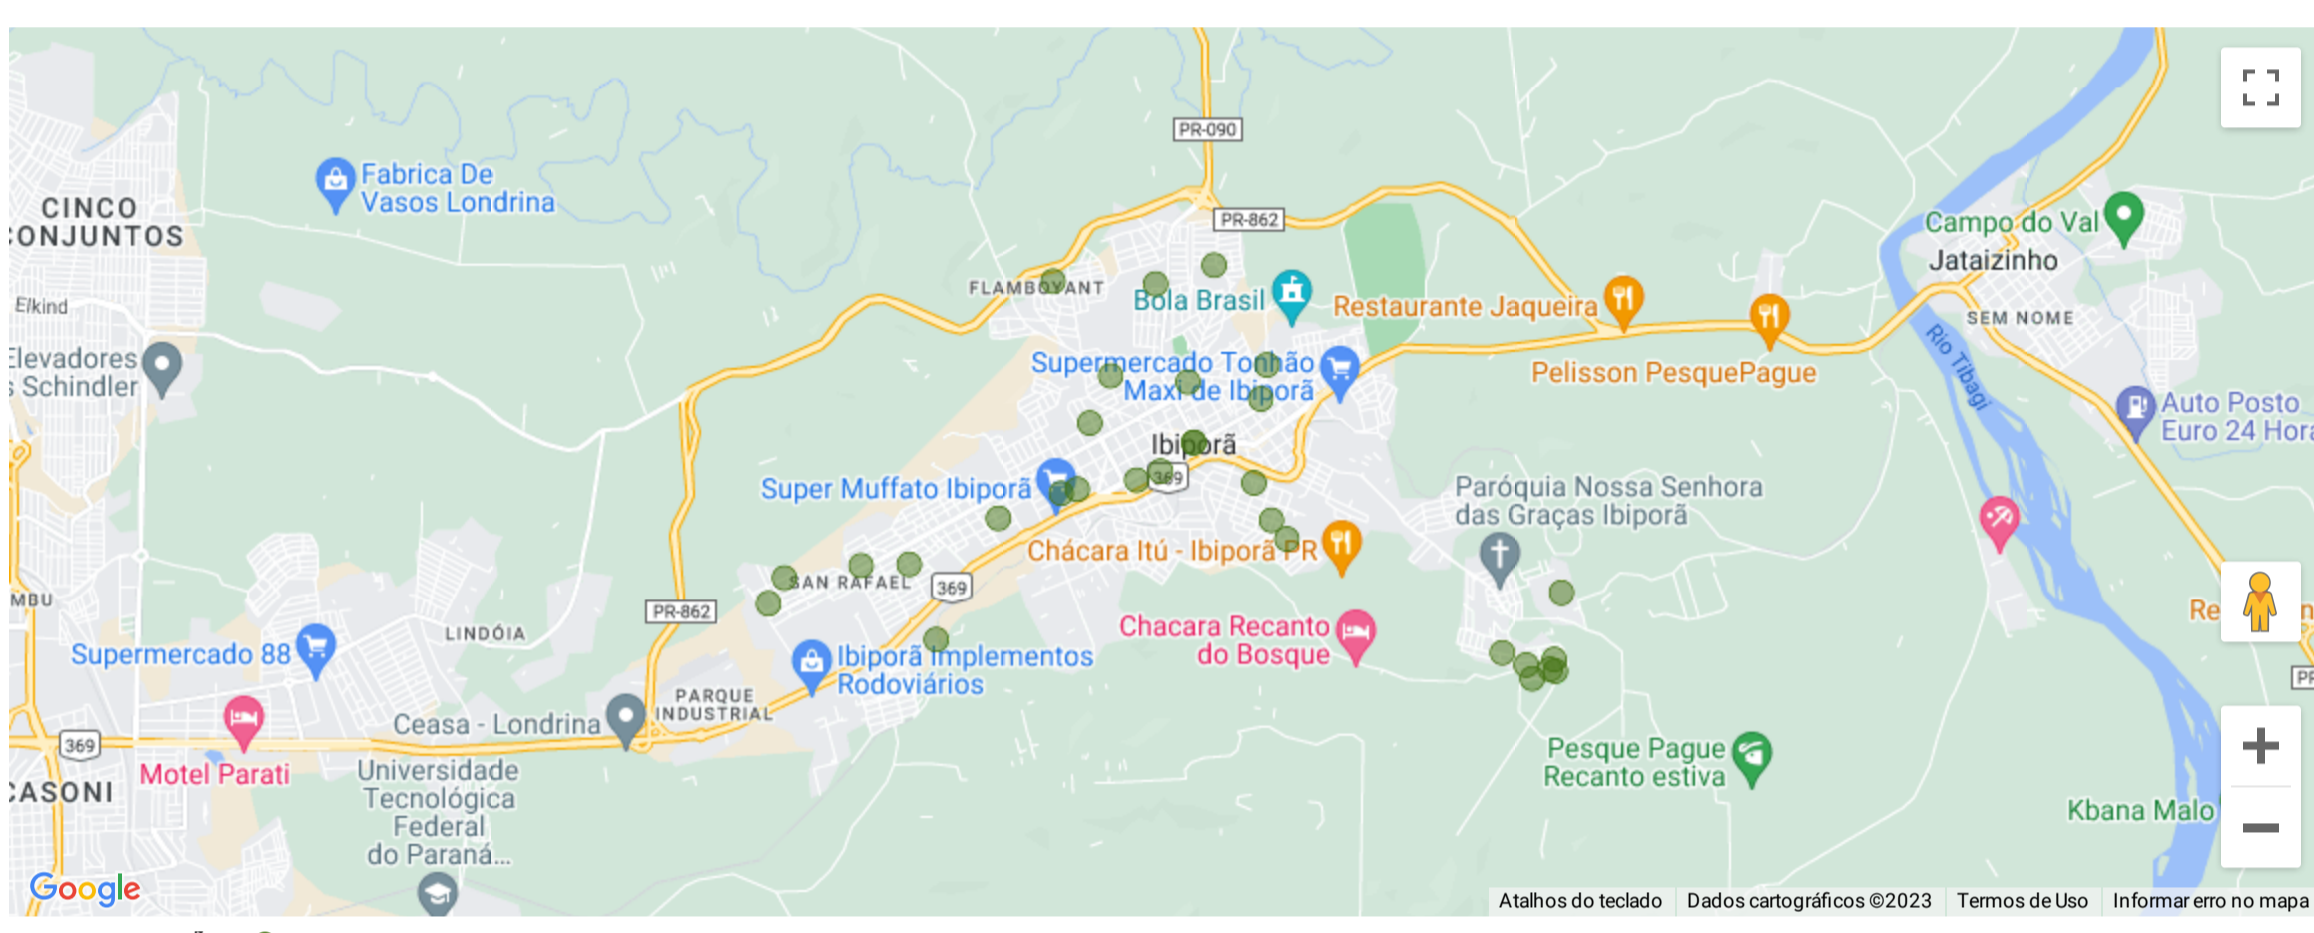 PR-090
Fabrica De
Vasos Londrina
CINCO
CONJUNTOS
PR-862
Campo do Val
Jataizinho
FLAMBOYANT
Bola Brasil
Restaurante Jaqueira
Elkind
SEM NOME
Elevadores
s Schindler
Supermercado Tonhão
Maxi de Ibiporã
Pelisson PesquePague
Rio Tibagi
Auto Posto
Euro 24 Hora
Ibiporã
369
Super Muffato Ibiporã
Paróquia Nossa Senhora
das Graças Ibiporã
Chácara Itú - Ibiporã PR
SAN RAFAEL
369
MBU
PR-862
Re
n
LINDÓIA
Chacara Recanto
do Bosque
Supermercado 88
Ibiporã Implementos
Rodoviários
PARQUE
INDUSTRIAL
Ceasa - Londrina
369
Motel Parati
Pesque Pague
Recanto estiva
CASONI
Universidade
Tecnológica
Federal
do Paraná...
Kbana Malo
Google
Atalhos do teclado
Dados cartográficos ©2023
Termos de Uso
Informar erro no mapa